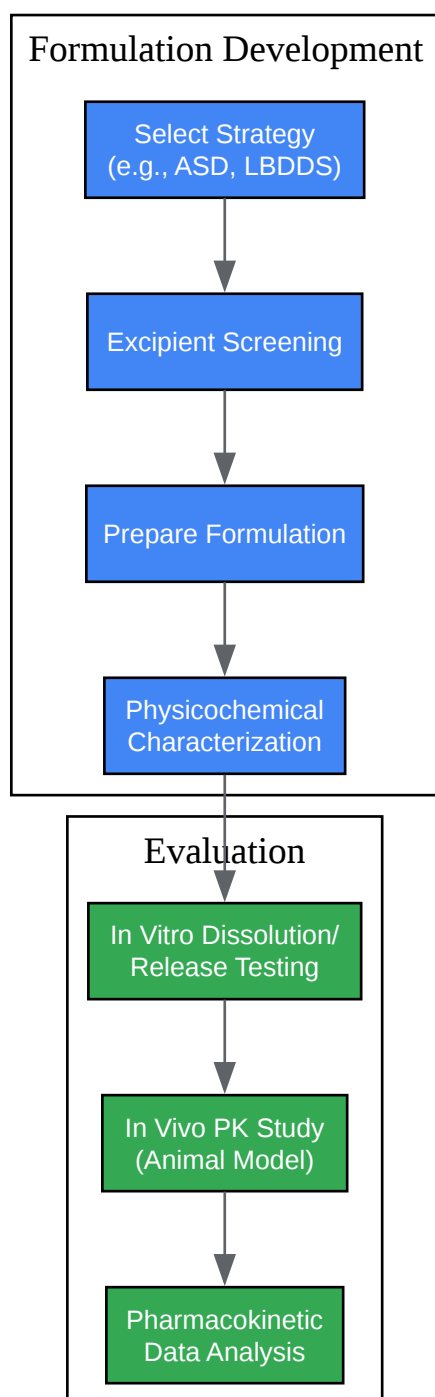 Formulation Development
Select Strategy
(e.g., ASD, LBDDS)
Excipient Screening
Prepare Formulation
Physicochemical
Characterization
Evaluation
In Vitro Dissolution/
Release Testing
In Vivo PK Study
(Animal Model)
Pharmacokinetic
Data Analysis